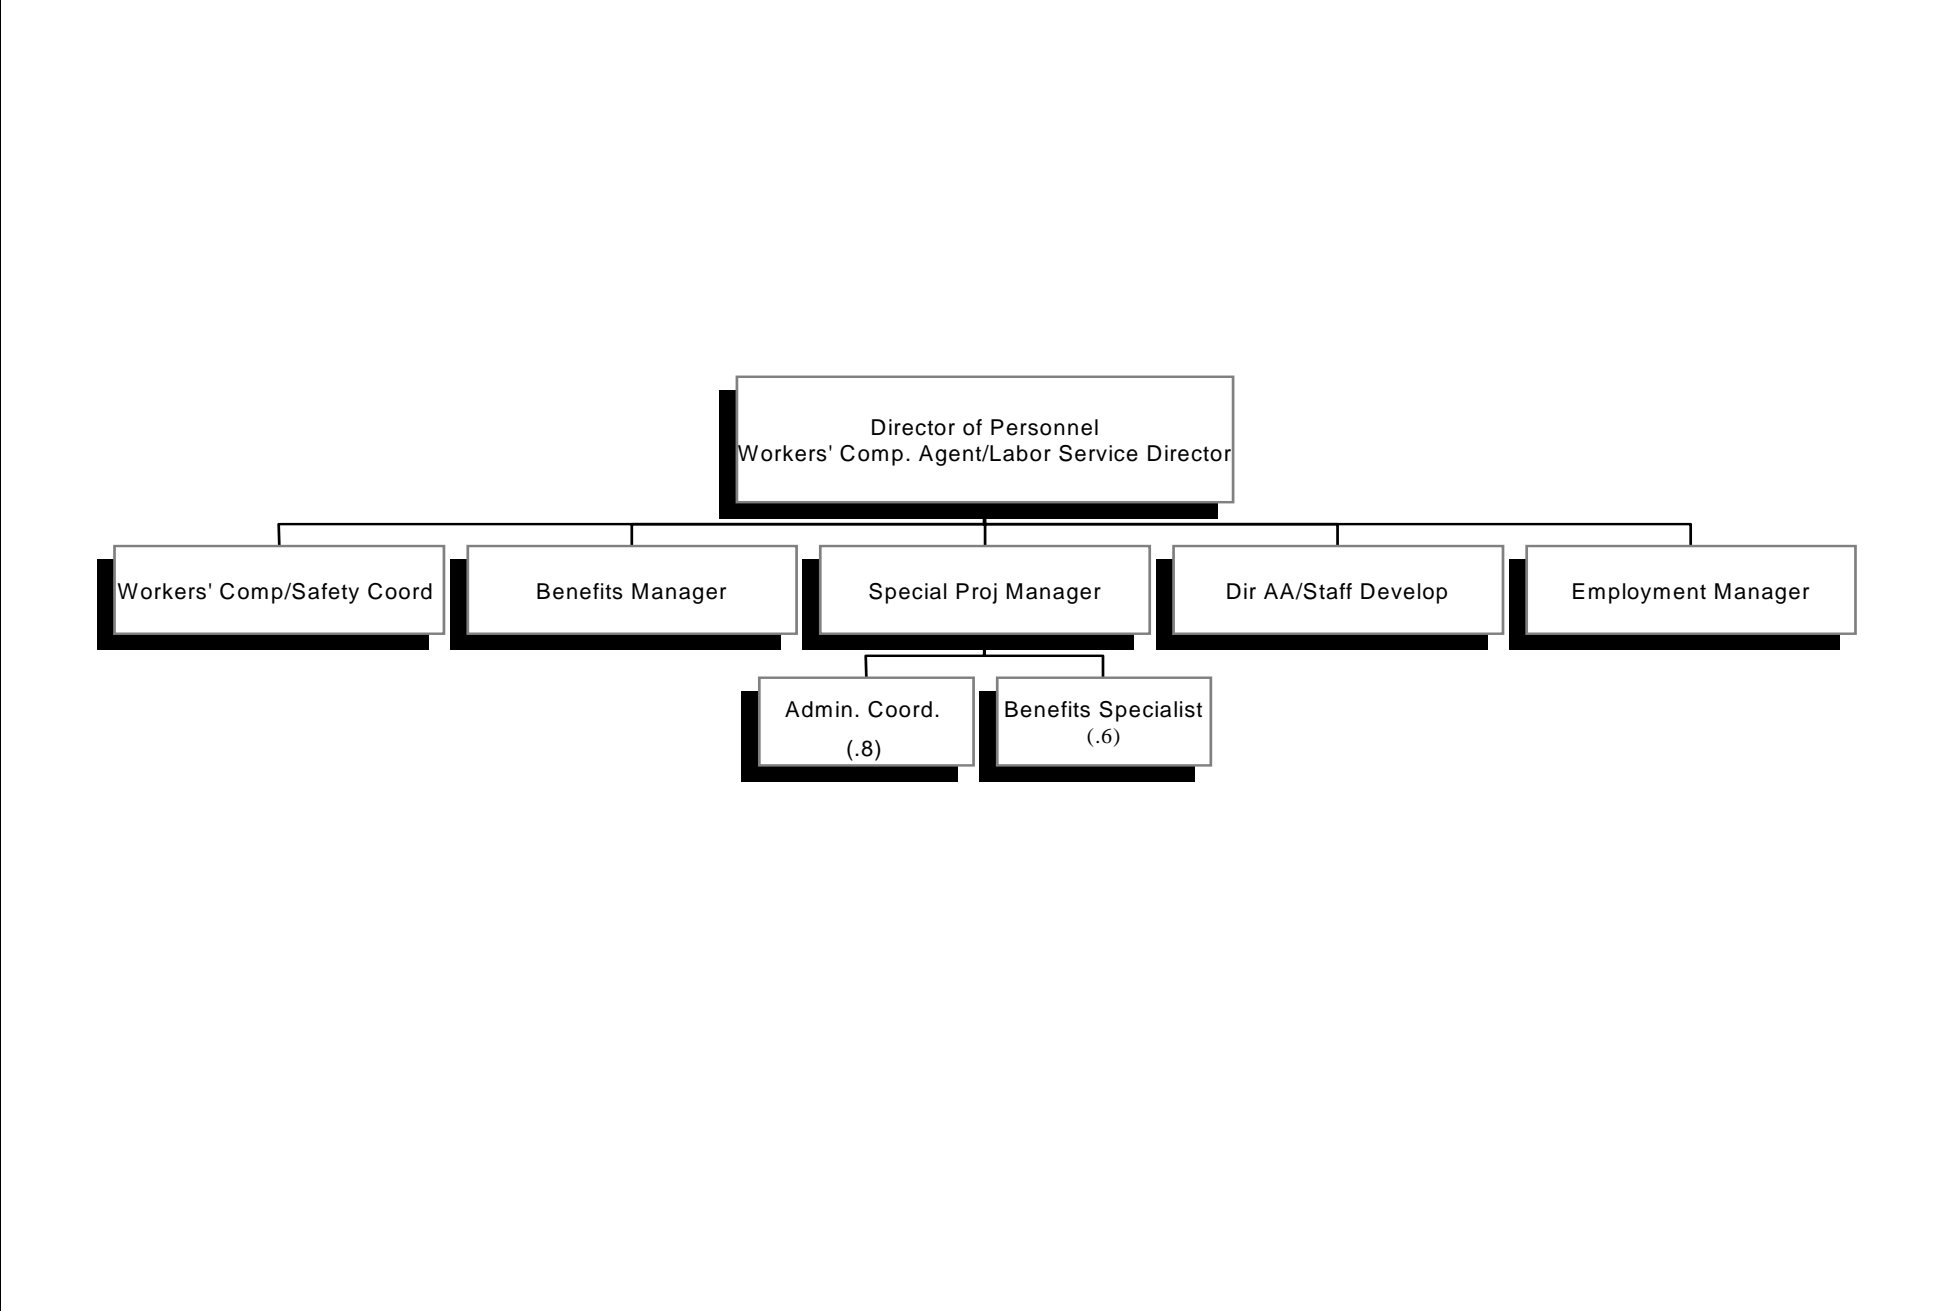 Director of Personnel
Workers' Comp. Agent/Labor Service Director
Workers' Comp/Safety Coord
Benefits Manager
Special Proj Manager
Dir AA/Staff Develop
Employment Manager
Admin. Coord.
(.8)
Benefits Specialist
(.6)